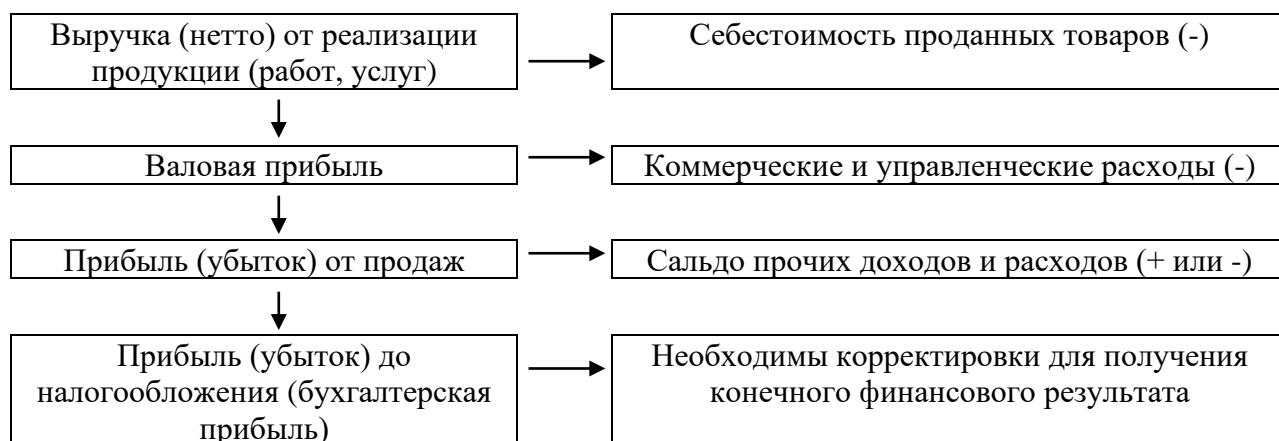 Выручка (нетто) от реализации
продукции (работ, услуг)
Себестоимость проданных товаров (-)
Валовая прибыль
Коммерческие и управленческие расходы (-)
Прибыль (убыток) от продаж
Сальдо прочих доходов и расходов (+ или -)
Прибыль (убыток) до
налогообложения (бухгалтерская
прибыль)
Необходимы корректировки для получения
конечного финансового результата